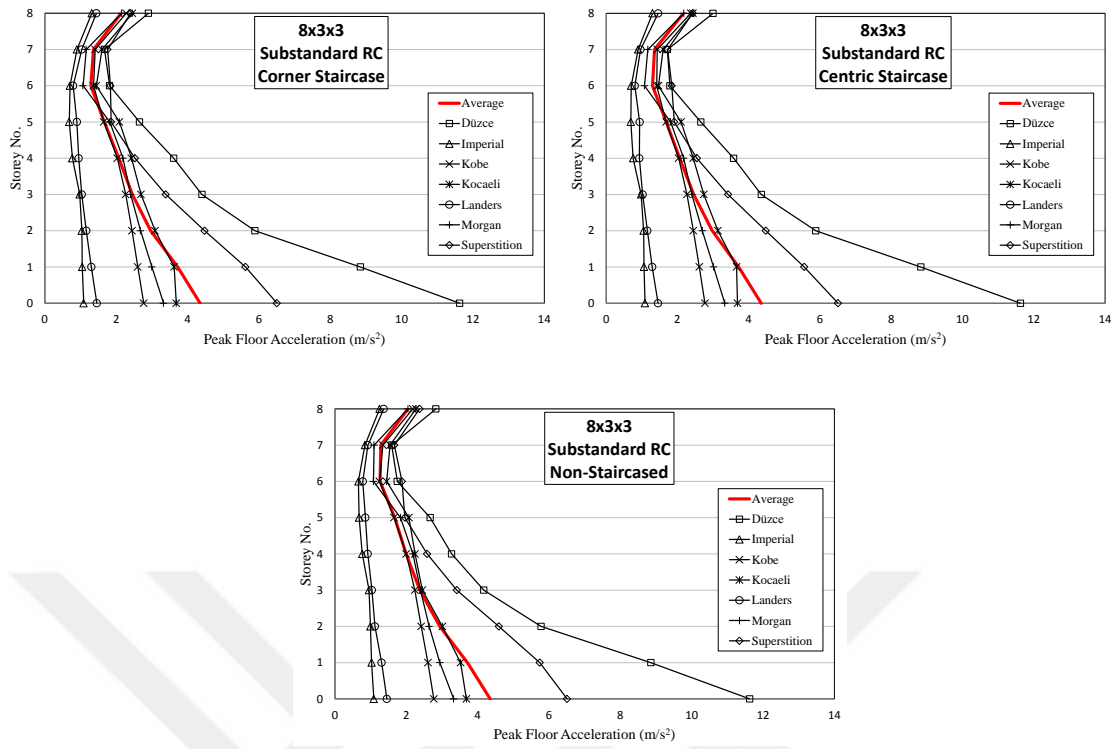 8x3x3
Substandard RC
Corner Staircase
Average
Düzce
Imperial
Kobe
Kocaeli
Landers
Morgan
Superstition
Storey No.
8
7
6
5
4
3
2
1
0
0 2 4 6 8 10 12 14
Peak Floor Acceleration (m/s²)
8x3x3
Substandard RC
Centric Staircase
Average
Düzce
Imperial
Kobe
Kocaeli
Landers
Morgan
Superstition
Storey No.
8
7
6
5
4
3
2
1
0
0 2 4 6 8 10 12 14
Peak Floor Acceleration (m/s²)
8x3x3
Substandard RC
Non-Staircased
Average
Düzce
Imperial
Kobe
Kocaeli
Landers
Morgan
Superstition
Storey No.
8
7
6
5
4
3
2
1
0
0 2 4 6 8 10 12 14
Peak Floor Acceleration (m/s²)